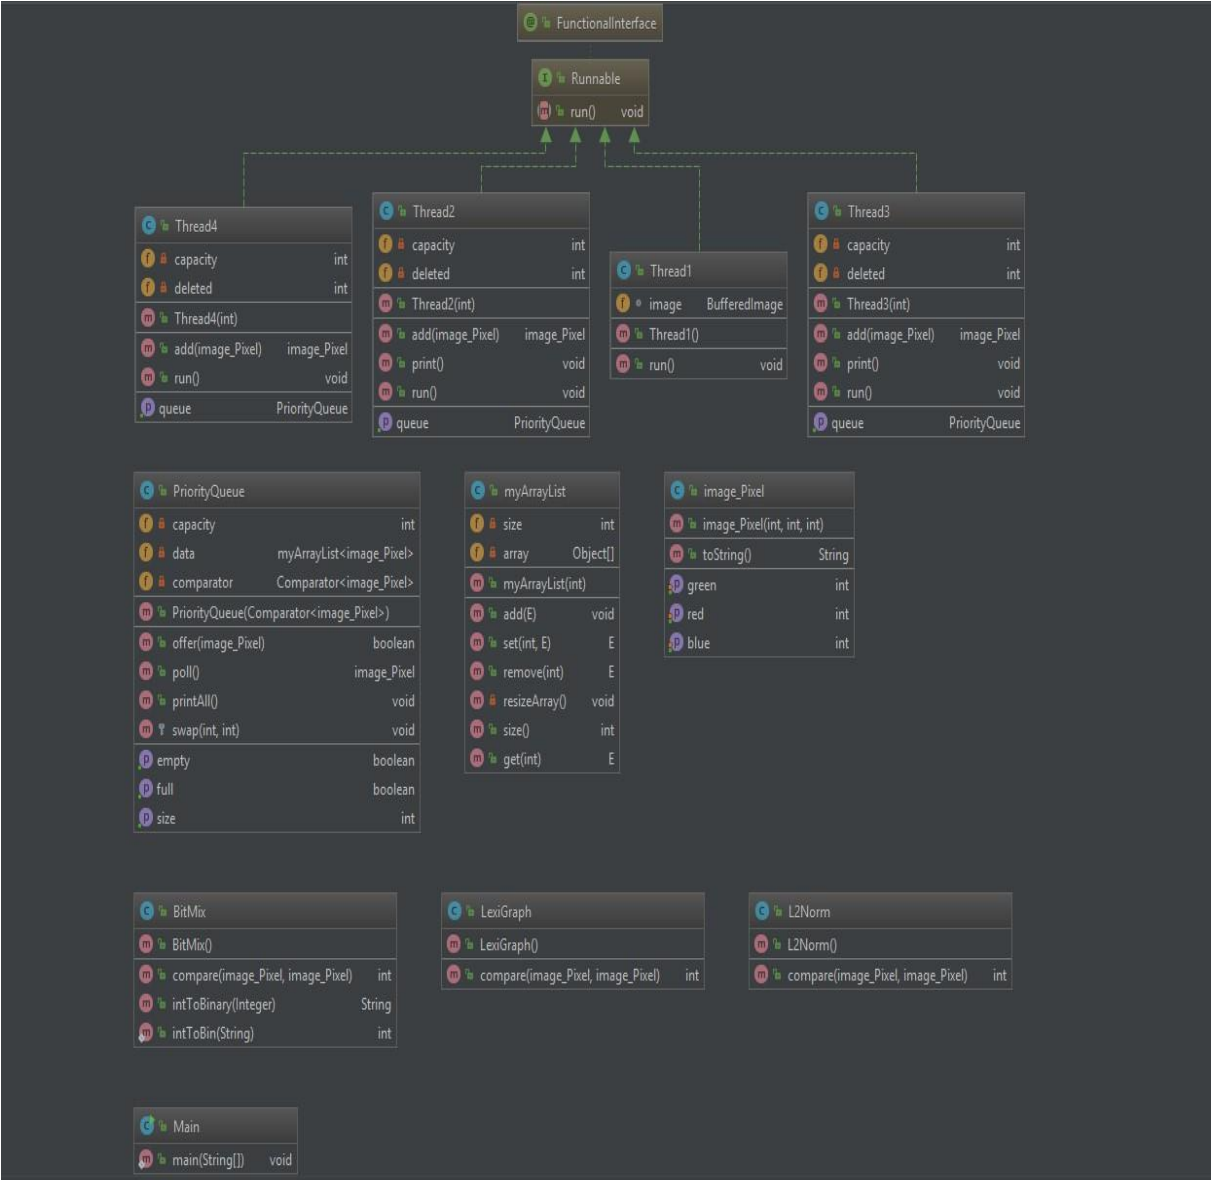 FunctionalInterface
Runnable
run() void
Thread4
capacity int
deleted int
Thread4(int)
add(image_Pixel) image_Pixel
run() void
queue PriorityQueue
Thread2
capacity int
deleted int
Thread2(int)
add(image_Pixel) image_Pixel
print() void
run() void
queue PriorityQueue
Thread1
image BufferedImage
Thread1()
run() void
Thread3
capacity int
deleted int
Thread3(int)
add(image_Pixel) image_Pixel
print() void
run() void
queue PriorityQueue
PriorityQueue
capacity int
data myArrayList<image_Pixel>
comparator Comparator<image_Pixel>
PriorityQueue(Comparator<image_Pixel>)
offer(image_Pixel) boolean
poll() image_Pixel
printAll() void
swap(int, int) void
empty boolean
full boolean
size int
myArrayList
size int
array Object[]
myArrayList(int)
add(E) void
set(int, E) E
remove(int) E
resizeArray() void
size() int
get(int) E
image_Pixel
image_Pixel(int, int, int)
toString() String
green int
red int
blue int
BitMix
BitMix()
compare(image_Pixel, image_Pixel) int
intToBinary(Integer) String
intToBin(String) int
LexiGraph
LexiGraph()
compare(image_Pixel, image_Pixel) int
L2Norm
L2Norm()
compare(image_Pixel, image_Pixel) int
Main
main(String[]) void